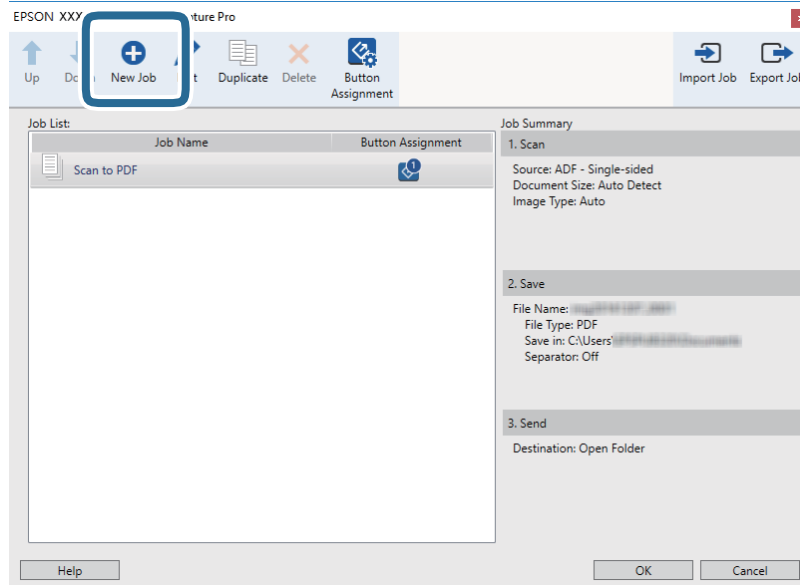 EPSON XXX ture Pro
Up
New Job
Duplicate
Delete
Button
Assignment
Import Job
Export Jol
Job List:
Job Name
Button Assignment
Scan to PDF
1
Job Summary
1. Scan
Source: ADF - Single-sided
Document Size: Auto Detect
Image Type: Auto
2. Save
File Name:
File Type: PDF
Save in: C:\Users\
Separator: Off
3. Send
Destination: Open Folder
Help
OK
Cancel